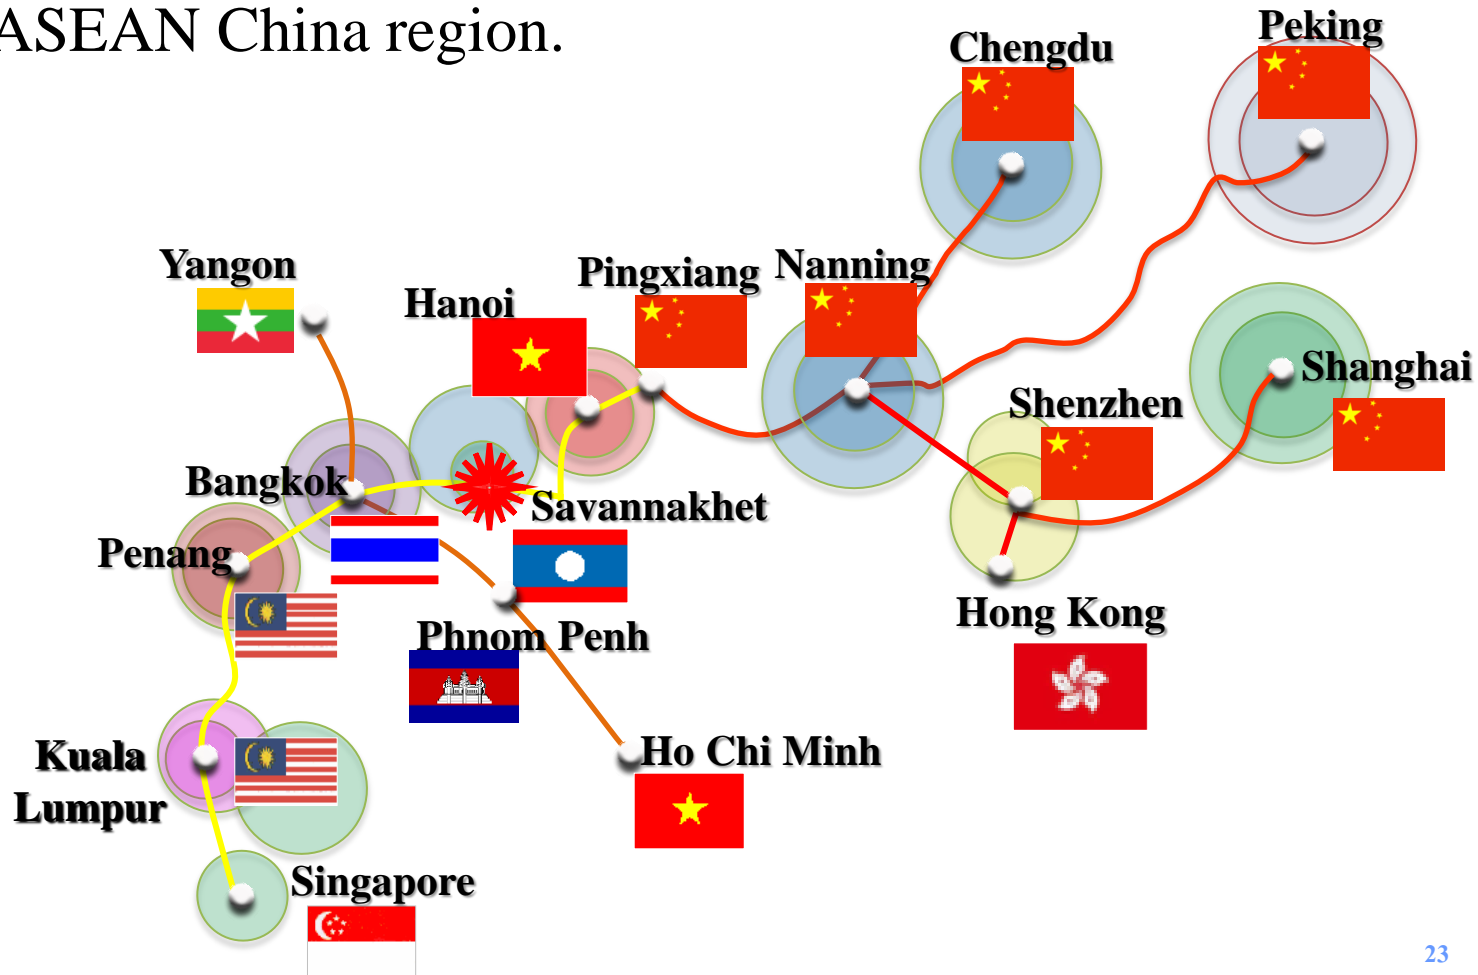 ASEAN China region.
Peking
Chengdu
Yangon
Pingxiang
Nanning
Hanoi
Shanghai
Shenzhen
Bangkok
Savannakhet
Penang
Hong Kong
Phnom Penh
Kuala
Lumpur
Ho Chi Minh
Singapore
23